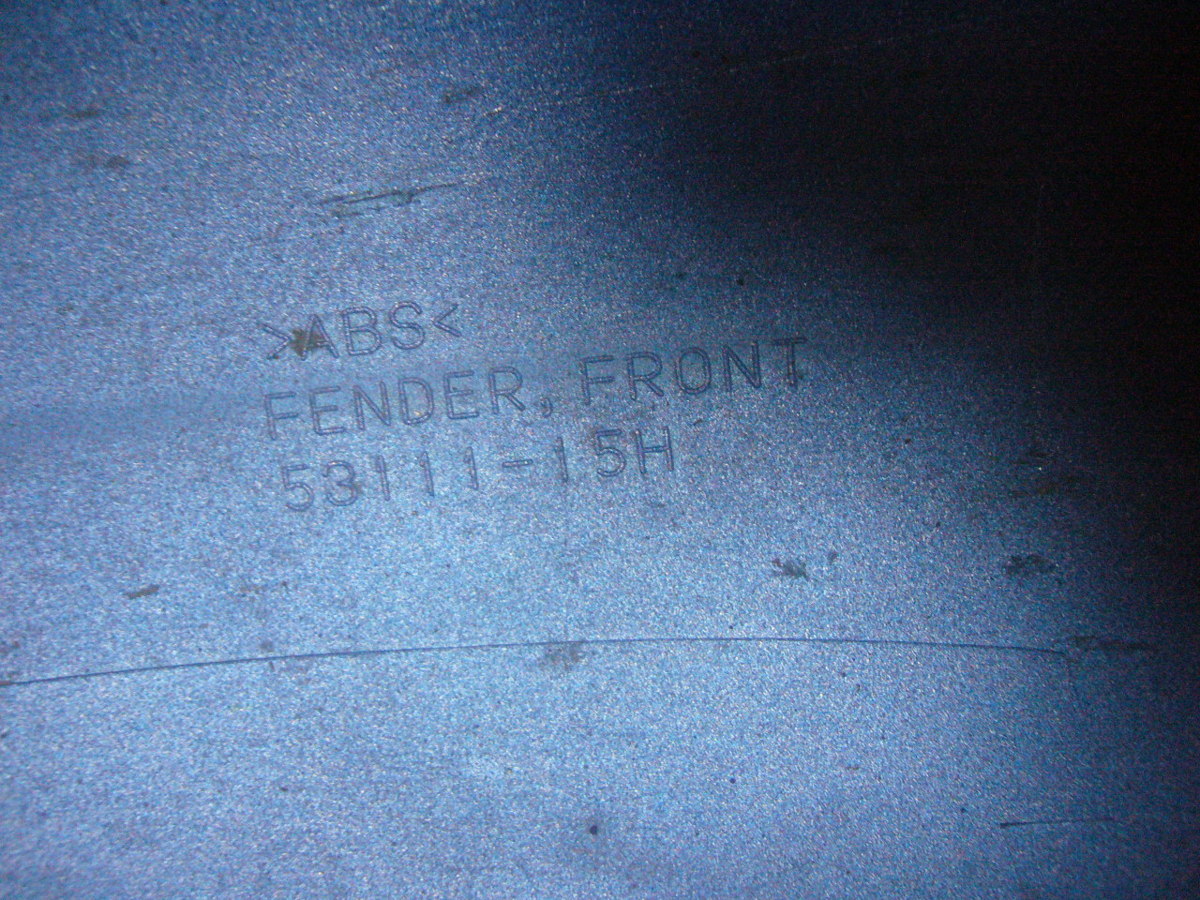 >ABS<
FENDER, FRONT
53111-15H